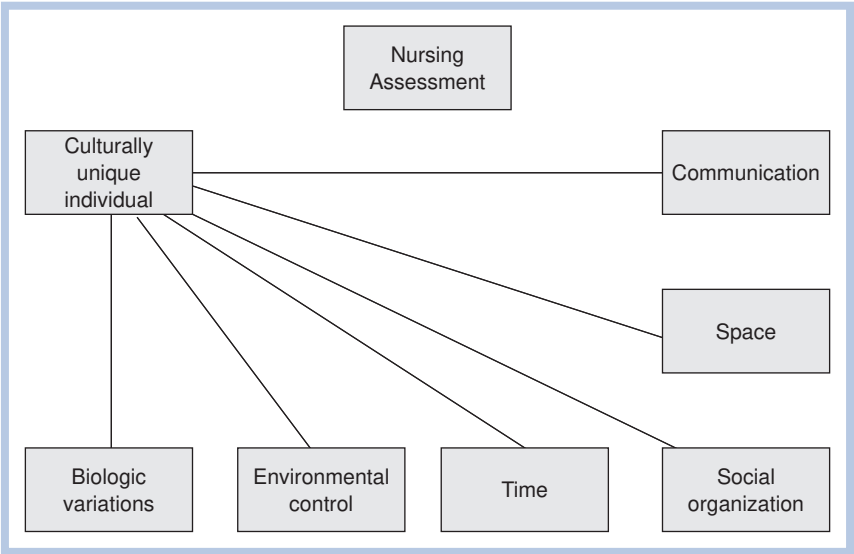 Nursing
Assessment
Culturally
unique
individual
Communication
Space
Biologic
variations
Environmental
control
Time
Social
organization